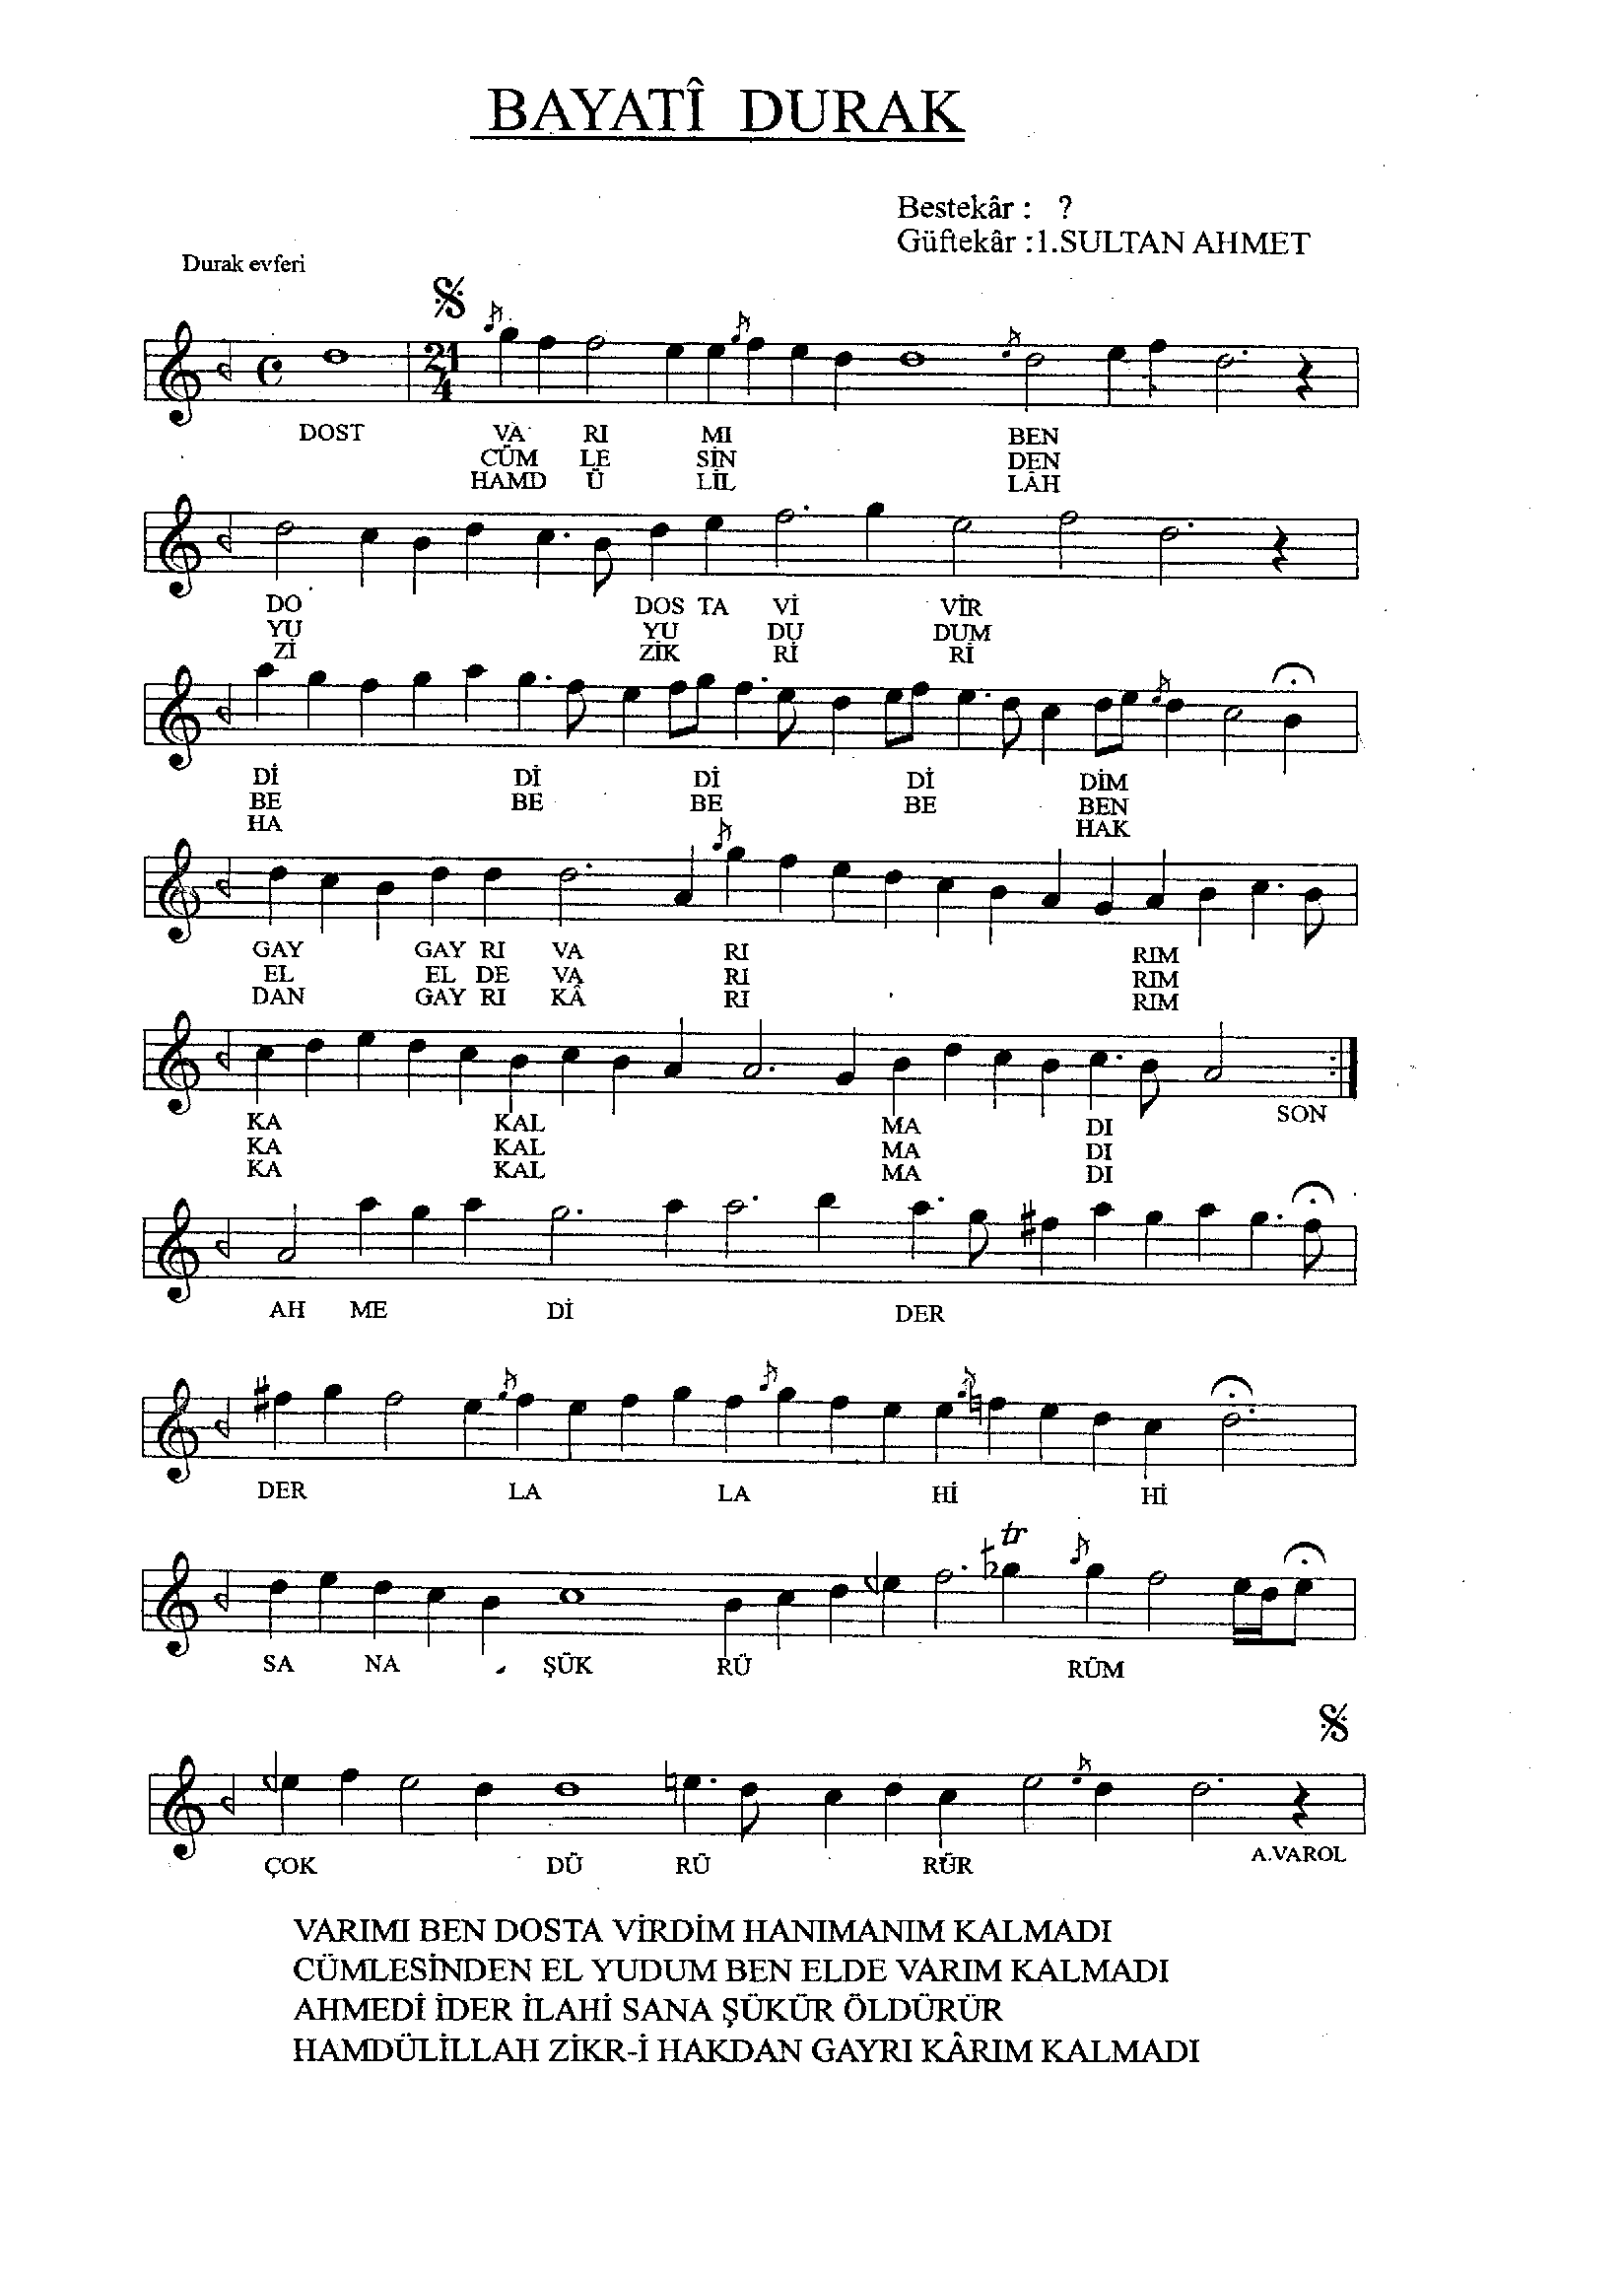 BAYATÎ DURAK
Bestekâr : ?
Güftekâr :1.SULTAN AHMET
Durak evferi
21
4
DOST VA RI MI BEN
CÜM LE SİN DEN
HAMD Ü LİL LÂH
DO DOS TA Vİ VİR
YU YU DU DUM
Zİ ZİK Rİ Rİ
Dİ Dİ Dİ Dİ DİM
BE BE BE BE BEN
HA HAK
GAY GAY RI VA RI RIM
EL EL DE VA RI RIM
DAN GAY RI KÂ RI RIM
KA KAL MA DI SON
KA KAL MA DI
KA KAL MA DI
AH ME Dİ DER
DER LA LA Hİ Hİ
tr
SA NA ŞÜK RÜ RÜM
ÇOK DÜ RÜ RÜR A.VAROL
VARIMI BEN DOSTA VİRDİM HANIMANIM KALMADI
CÜMLESİNDEN EL YUDUM BEN ELDE VARIM KALMADI
AHMEDİ İDER İLAHİ SANA ŞÜKÜR ÖLDÜRÜR
HAMDÜLİLLAH ZİKR-İ HAKDAN GAYRI KÂRIM KALMADI